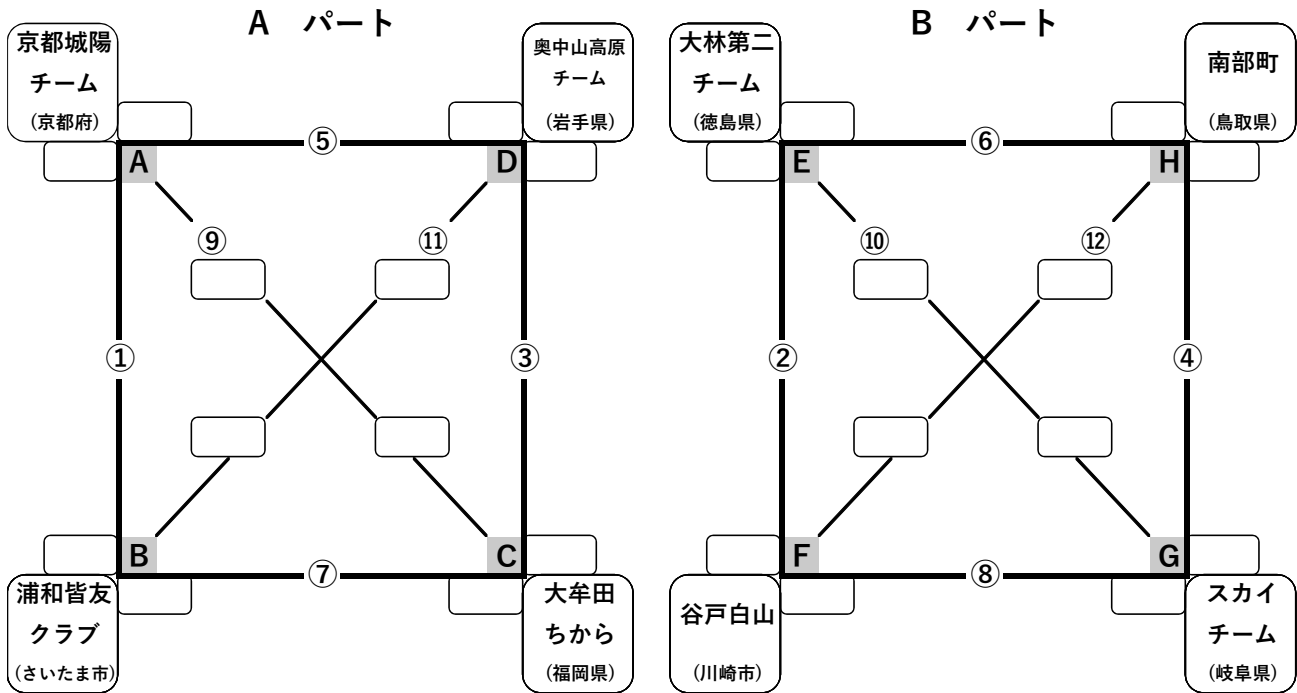 A パート
京都城陽
チーム
(京都府)
奥中山高原
チーム
(岩手県)
⑤
A
D
⑨
⑪
①
③
B
C
⑦
浦和皆友
クラブ
(さいたま市)
大牟田
ちから
(福岡県)
B パート
大林第二
チーム
(徳島県)
南部町
(鳥取県)
⑥
E
H
⑩
⑫
②
④
F
G
⑧
谷戸白山
(川崎市)
スカイ
チーム
(岐阜県)